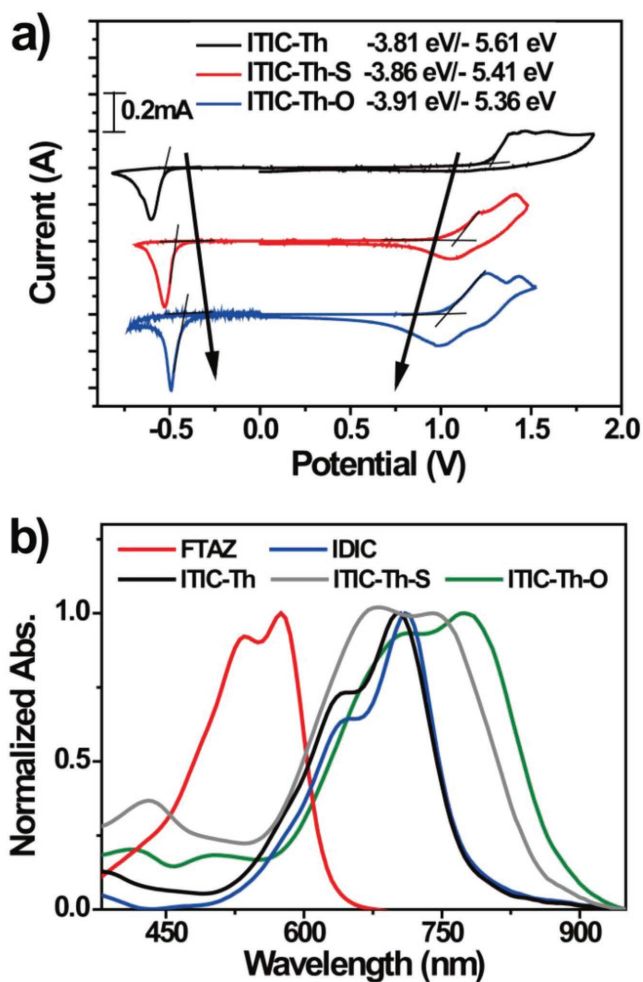 a)
ITIC-Th -3.81 eV/- 5.61 eV
ITIC-Th-S -3.86 eV/- 5.41 eV
ITIC-Th-O -3.91 eV/- 5.36 eV
0.2mA
Current (A)
-0.5 0.0 0.5 1.0 1.5 2.0
Potential (V)
b)
FTAZ IDIC
ITIC-Th ITIC-Th-S ITIC-Th-O
1.0
0.5
0.0
Normalized Abs.
450 600 750 900
Wavelength (nm)